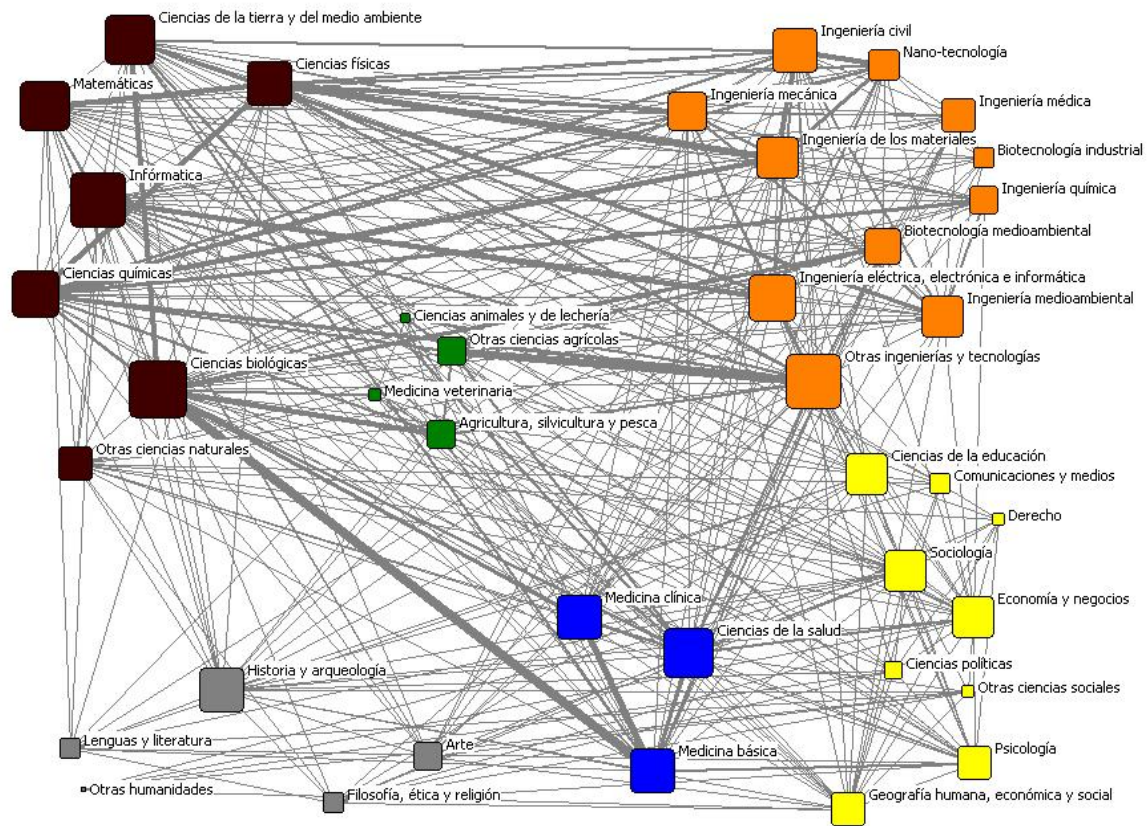 Ciencias de la tierra y del medio ambiente
Ingeniería civil
Nano-tecnología
Ciencias físicas
Matemáticas
Ingeniería mecánica
Ingeniería médica
Ingeniería de los materiales
Biotecnología industrial
Infórmatica
Ingeniería química
Biotecnología medioambiental
Ciencias químicas
Ingeniería eléctrica, electrónica e informática
Ingeniería medioambiental
Ciencias animales y de lechería
Otras ciencias agrícolas
Otras ingenierías y tecnologías
Ciencias biológicas
Medicina veterinaria
Agricultura, silvicultura y pesca
Otras ciencias naturales
Ciencias de la educación
Comunicaciones y medios
Derecho
Sociología
Medicina clínica
Economía y negocios
Ciencias de la salud
Historia y arqueología
Ciencias políticas
Otras ciencias sociales
Lenguas y literatura
Arte
Medicina básica
Psicología
Otras humanidades
Filosofía, ética y religión
Geografía humana, económica y social